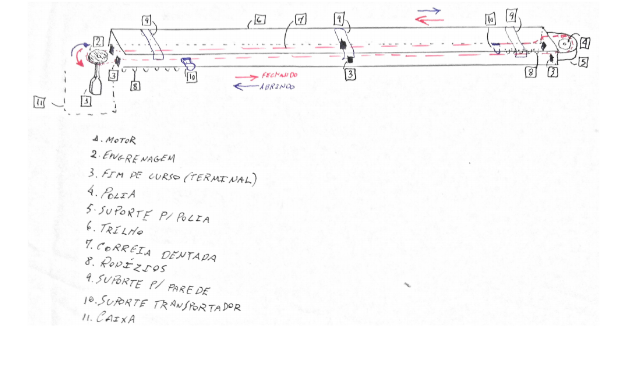 9
6
7
9
10
9
2
4
5
3
8
10
3
8
3
11
1
FECHANDO
ABRINDO
1. MOTOR
2. ENGRENAGEM
3. FIM DE CURSO (TERMINAL)
4. POLIA
5. SUPORTE P/ POLIA
6. TRILHO
7. CORREIA DENTADA
8. RODÍZIOS
9. SUPORTE P/ PAREDE
10. SUPORTE TRANSPORTADOR
11. CAIXA